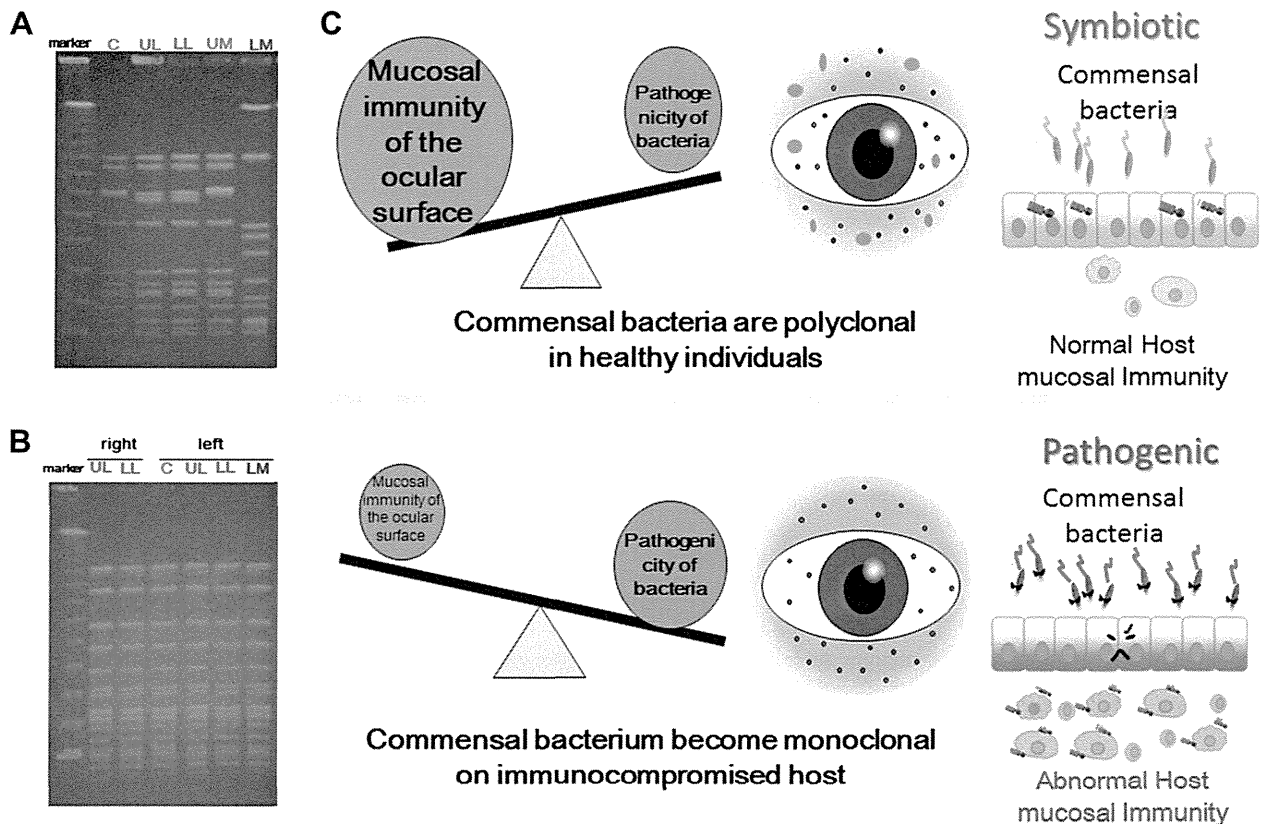 A
marker C UL LL UM LM
C
Mucosal
immunity
of the
ocular
surface
Pathoge
nicity of
bacteria
Commensal bacteria are polyclonal
in healthy individuals
Symbiotic
Commensal
bacteria
Normal Host
mucosal Immunity
B
right left
marker UL LL C UL LL LM
Mucosal
immunity of
the ocular
surface
Pathogeni
city of
bacteria
Commensal bacterium become monoclonal
on immunocompromised host
Pathogenic
Commensal
bacteria
Abnormal Host
mucosal Immunity